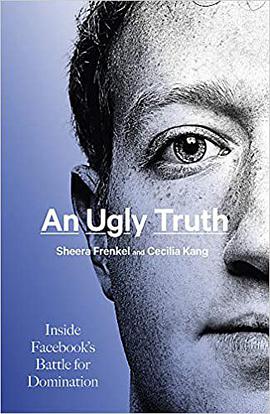 An Ugly Truth
Sheera Frenkel and Cecilia Kang
Inside
Facebook's
Battle for
Domination